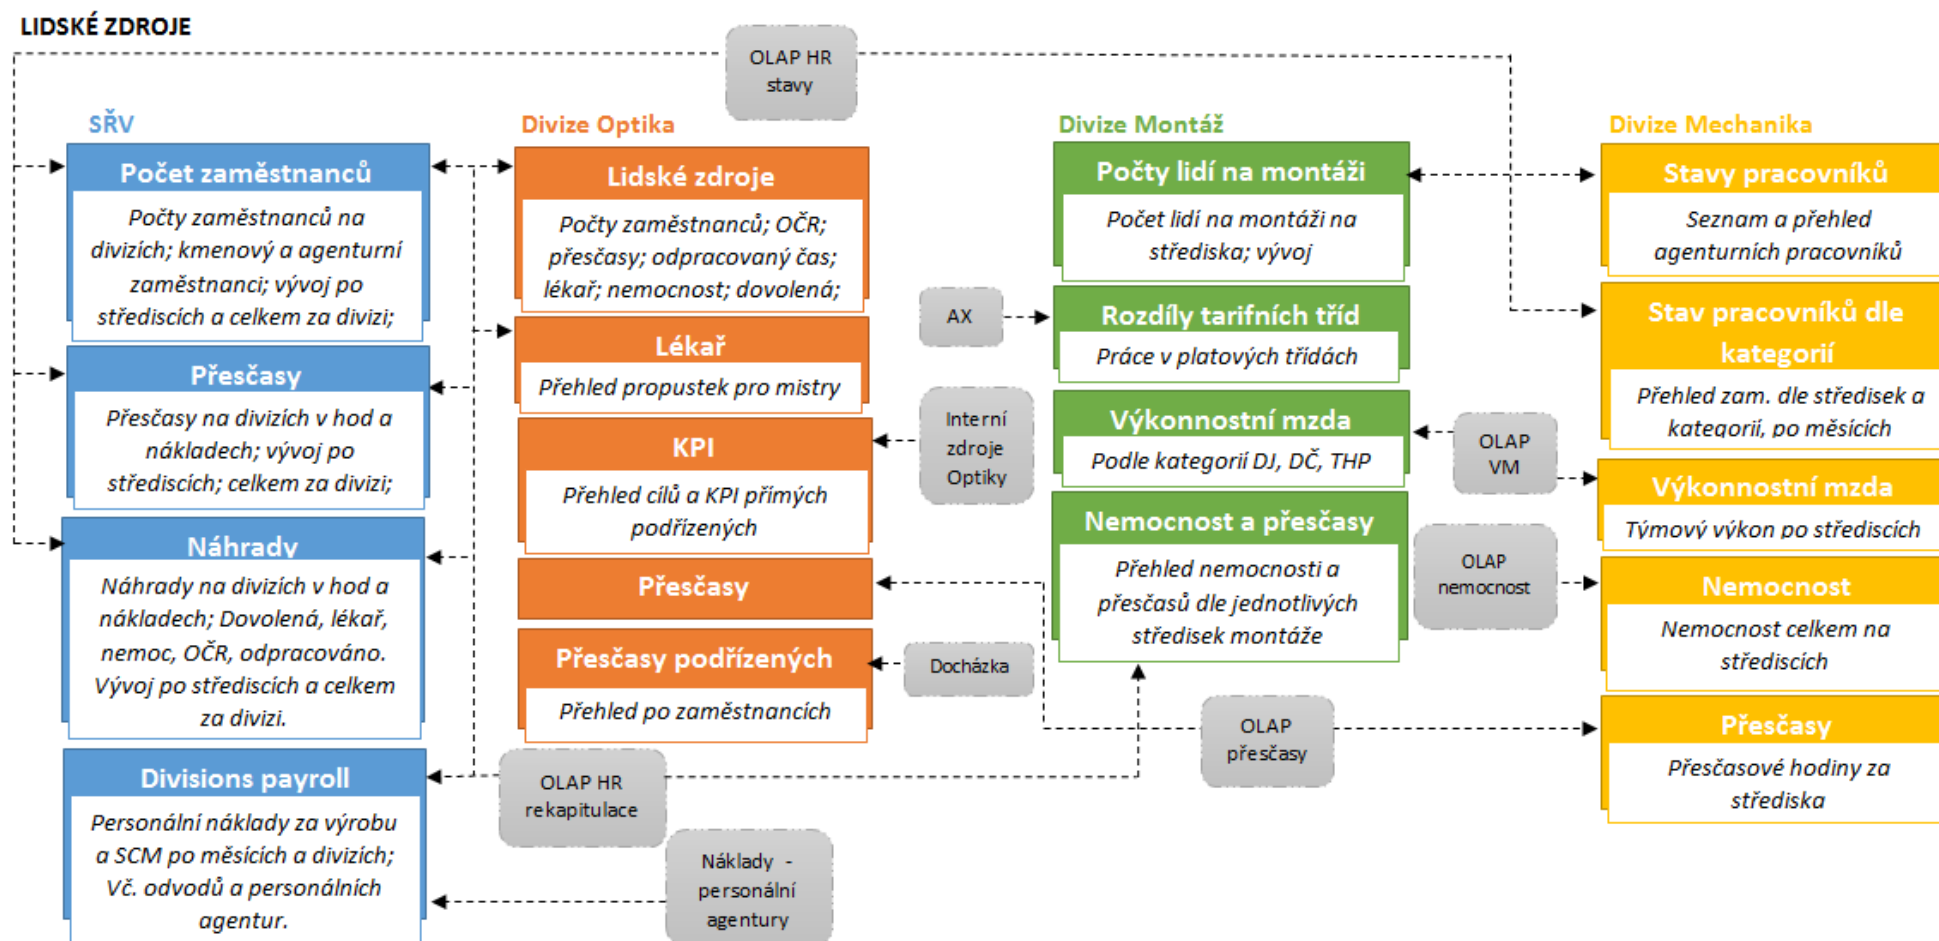 LIDSKÉ ZDROJE
OLAP HR
stavy
SŘV
Počet zaměstnanců
Počty zaměstnanců na
divizích; kmenový a agenturní
zaměstnanci; vývoj po
střediscích a celkem za divizi;
Přesčasy
Přesčasy na divizích v hod a
nákladech; vývoj po
střediscích; celkem za divizi;
Náhrady
Náhrady na divizích v hod a
nákladech; Dovolená, lékař,
nemoc, OČR, odpracováno.
Vývoj po střediscích a celkem
za divizi.
Divisions payroll
Personální náklady za výrobu
a SCM po měsících a divizích;
Vč. odvodů a personálních
agentur.
Divize Optika
Lidské zdroje
Počty zaměstnanců; OČR;
přesčasy; odpracovaný čas;
lékař; nemocnost; dovolená;
Lékař
Přehled propustek pro mistry
KPI
Přehled cílů a KPI přímých
podřízených
Přesčasy
Přesčasy podřízených
Přehled po zaměstnancích
OLAP HR
rekapitulace
Náklady -
personální
agentury
AX
Interní
zdroje
Optiky
Docházka
Divize Montáž
Počty lidí na montáži
Počet lidí na montáži na
střediska; vývoj
Rozdíly tarifních tříd
Práce v platových třídách
Výkonnostní mzda
Podle kategorií DJ, DČ, THP
Nemocnost a přesčasy
Přehled nemocnosti a
přesčasů dle jednotlivých
středisek montáže
OLAP
VM
OLAP
nemocnost
OLAP
přesčasy
Divize Mechanika
Stavy pracovníků
Seznam a přehled
agenturních pracovníků
Stav pracovníků dle
kategorií
Přehled zam. dle středisek a
kategorií, po měsících
Výkonnostní mzda
Týmový výkon po střediscích
Nemocnost
Nemocnost celkem na
střediscích
Přesčasy
Přesčasové hodiny za
střediska